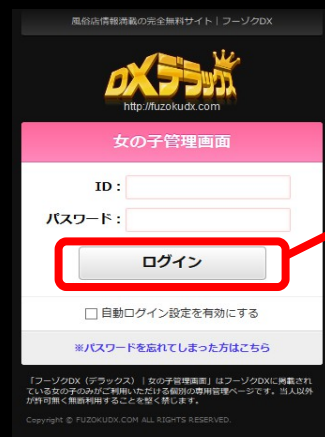 風俗店情報満載の完全無料サイト｜フーゾクDX
DXデラックス
http://fuzokudx.com
女の子管理画面
ID：
パスワード：
ログイン
自動ログイン設定を有効にする
※パスワードを忘れてしまった方はこちら
「フーゾクDX（デラックス）｜女の子管理画面」はフーゾクDXに掲載され
ている女の子のみがご利用いただける個別の専用管理ページです。当人以外
が許可無く無断利用することを堅く禁じます。
Copyright © FUZOKUDX.COM ALL RIGHTS RESERVED.